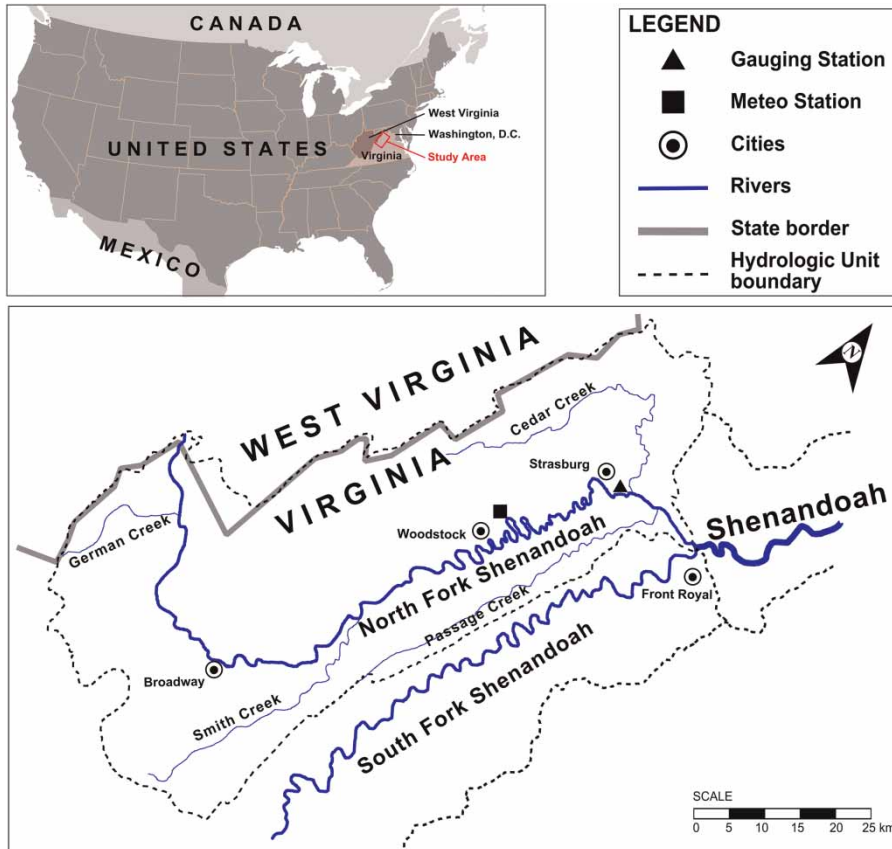 CANADA
West Virginia
Washington, D.C.
UNITED STATES
Virginia
Study Area
MEXICO
LEGEND
Gauging Station
Meteo Station
Cities
Rivers
State border
Hydrologic Unit
boundary
N
WEST VIRGINIA
Cedar Creek
VIRGINIA
Strasburg
Shenandoah
German Creek
Woodstock
North Fork Shenandoah
Front Royal
Passage Creek
Broadway
Smith Creek
South Fork Shenandoah
SCALE
0 5 10 15 20 25 km